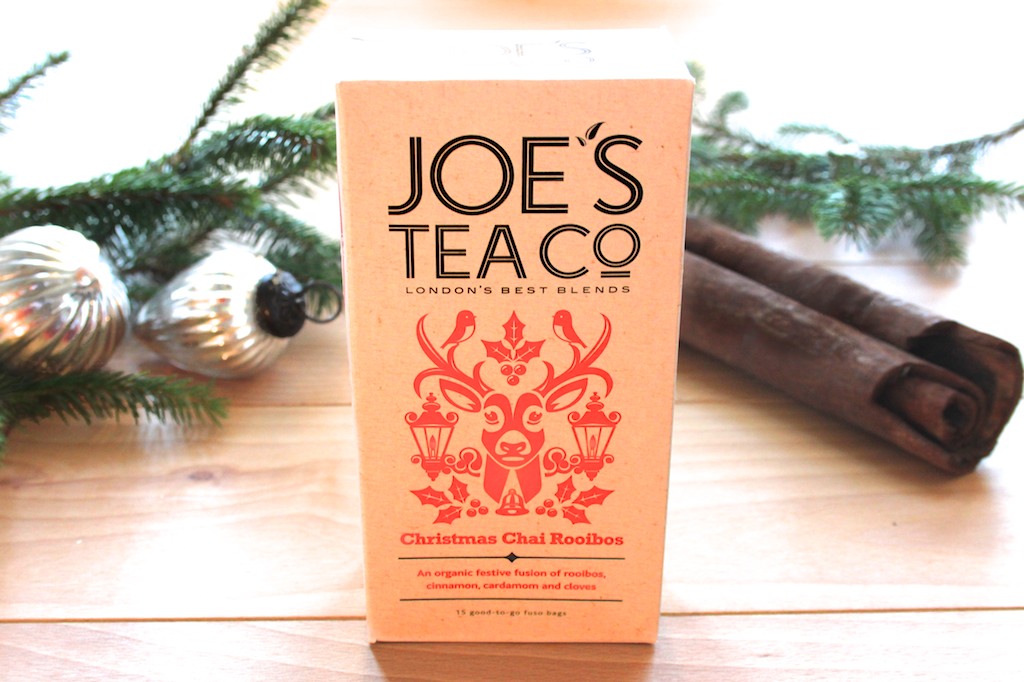 JOE'S
TEA CO
LONDON'S BEST BLENDS
Christmas Chai Rooibos
An organic festive fusion of rooibos,
cinnamon, cardamom and cloves
15 good-to-go fuso bags